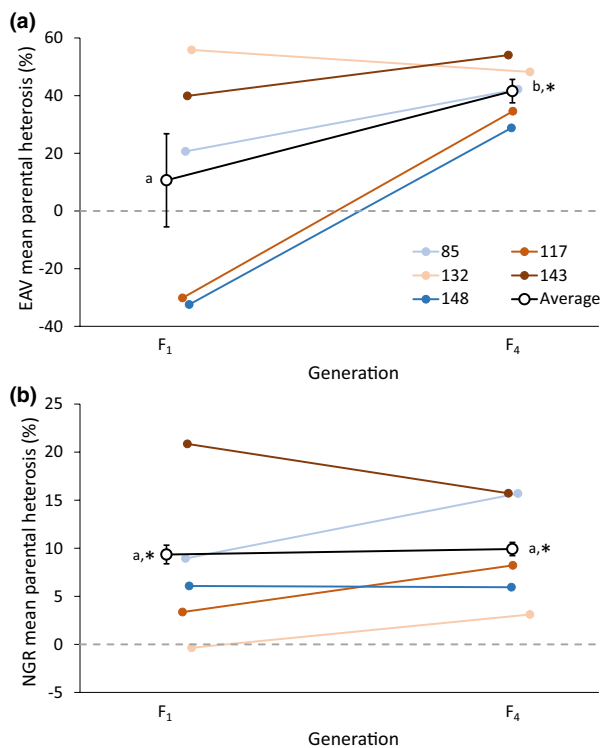 (a)
60
40
20
0
-20
-40
EAV mean parental heterosis (%)
a
b,*
85 117
132 143
148 Average
F1 F4
Generation
(b)
25
20
15
10
5
0
-5
NGR mean parental heterosis (%)
a,* a,*
F1 F4
Generation